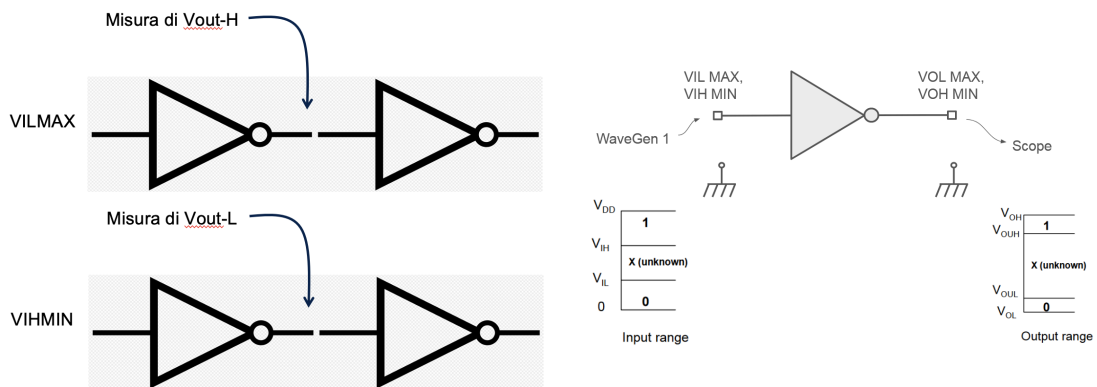 Misura di Vout-H
VILMAX
Misura di Vout-L
VIHMIN
VIL MAX,
VIH MIN
VOL MAX,
VOH MIN
WaveGen 1
Scope
VDD
1
VIH
X (unknown)
VIL
0
0
Input range
VOH
1
VOUH
X (unknown)
VOUL
0
VOL
Output range